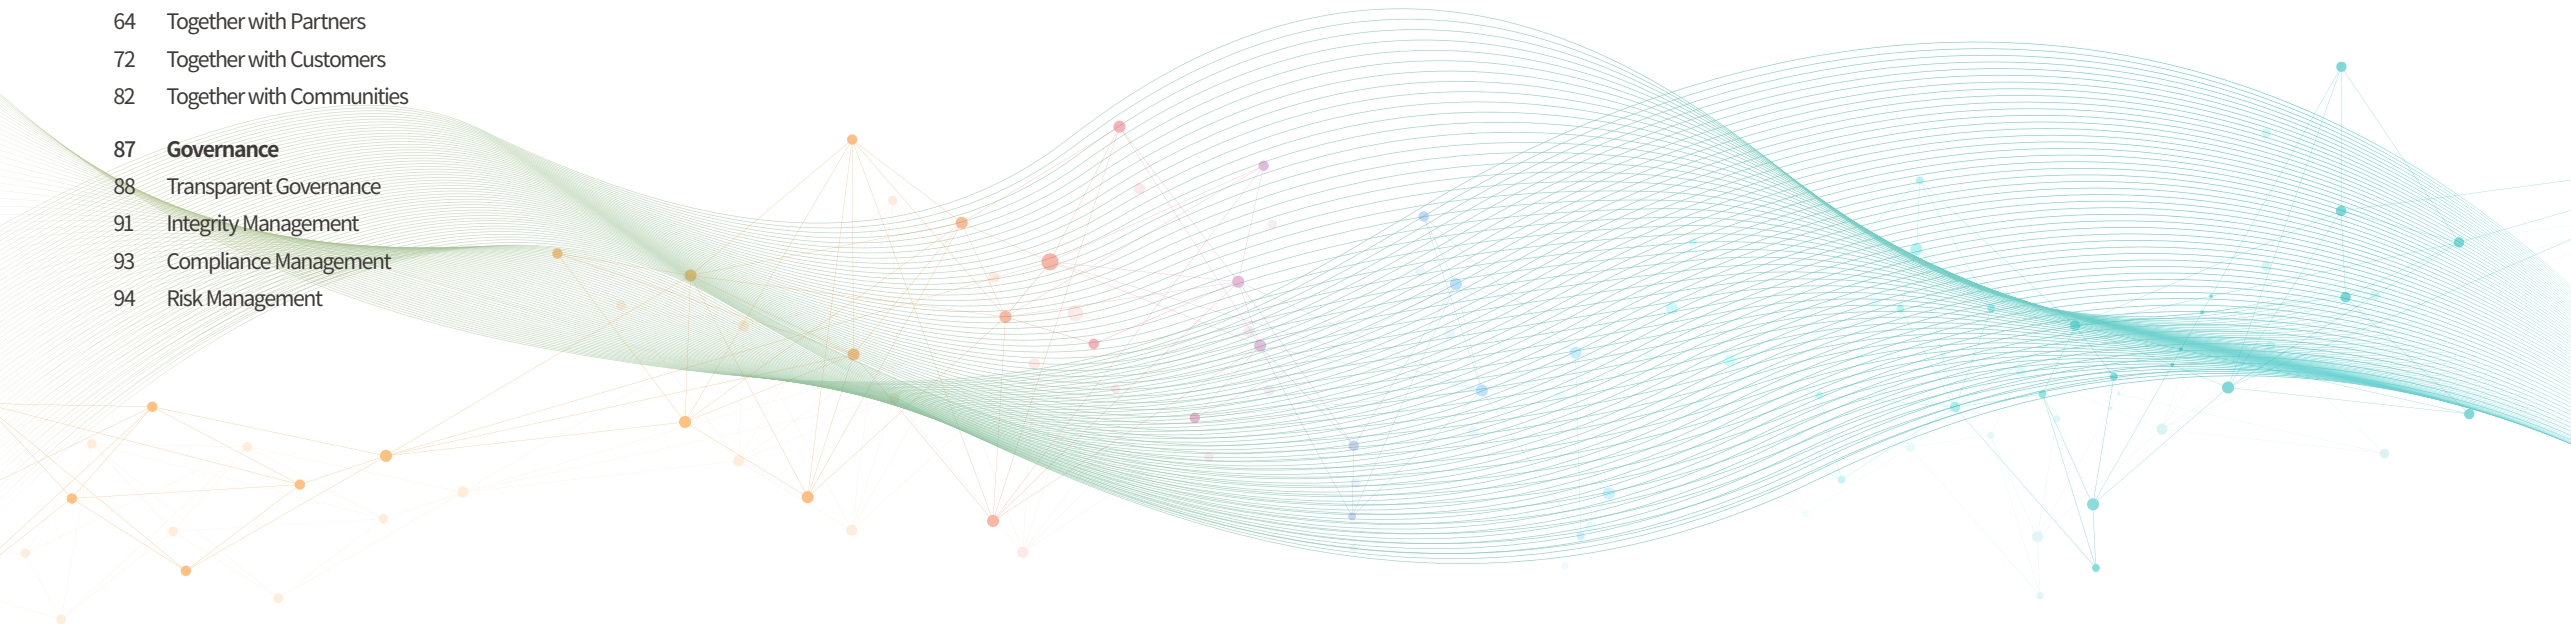 64 Together with Partners
72 Together with Customers
82 Together with Communities
87 Governance
88 Transparent Governance
91 Integrity Management
93 Compliance Management
94 Risk Management